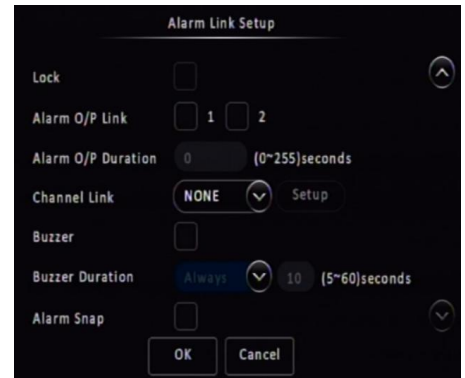 Alarm Link Setup
Lock
Alarm O/P Link 1 2
Alarm O/P Duration 0 (0~255)seconds
Channel Link NONE Setup
Buzzer
Buzzer Duration Always 10 (5~60)seconds
Alarm Snap
OK Cancel